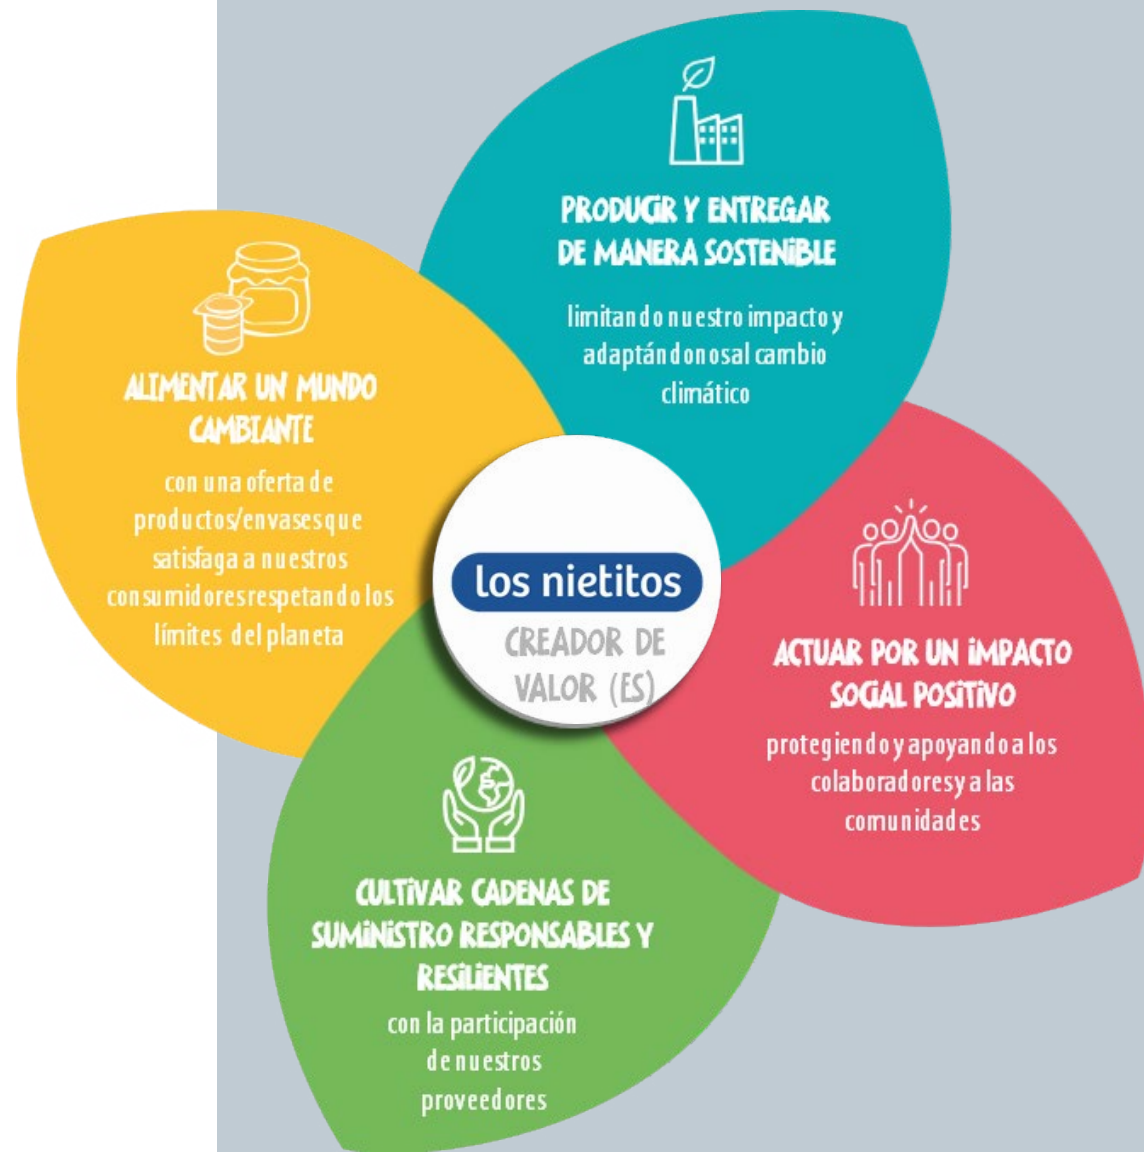 PRODUCIR Y ENTREGAR
DE MANERA SOSTENIBLE
limitando nuestro impacto y
adaptándonos al cambio
climático
ALIMENTAR UN MUNDO
CAMBIANTE
con una oferta de
productos/envases que
satisfaga a nuestros
consumidores respetando los
límites del planeta
los nietitos
CREADOR DE
VALOR (ES)
ACTUAR POR UN IMPACTO
SOCIAL POSITIVO
protegiendo y apoyando a los
colaboradores y a las
comunidades
CULTIVAR CADENAS DE
SUMINISTRO RESPONSABLES Y
RESILIENTES
con la participación
de nuestros
proveedores